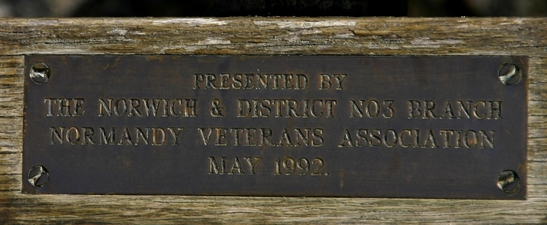 PRESENTED BY
THE NORWICH & DISTRICT NO3 BRANCH
NORMANDY VETERANS ASSOCIATION
MAY 1992.